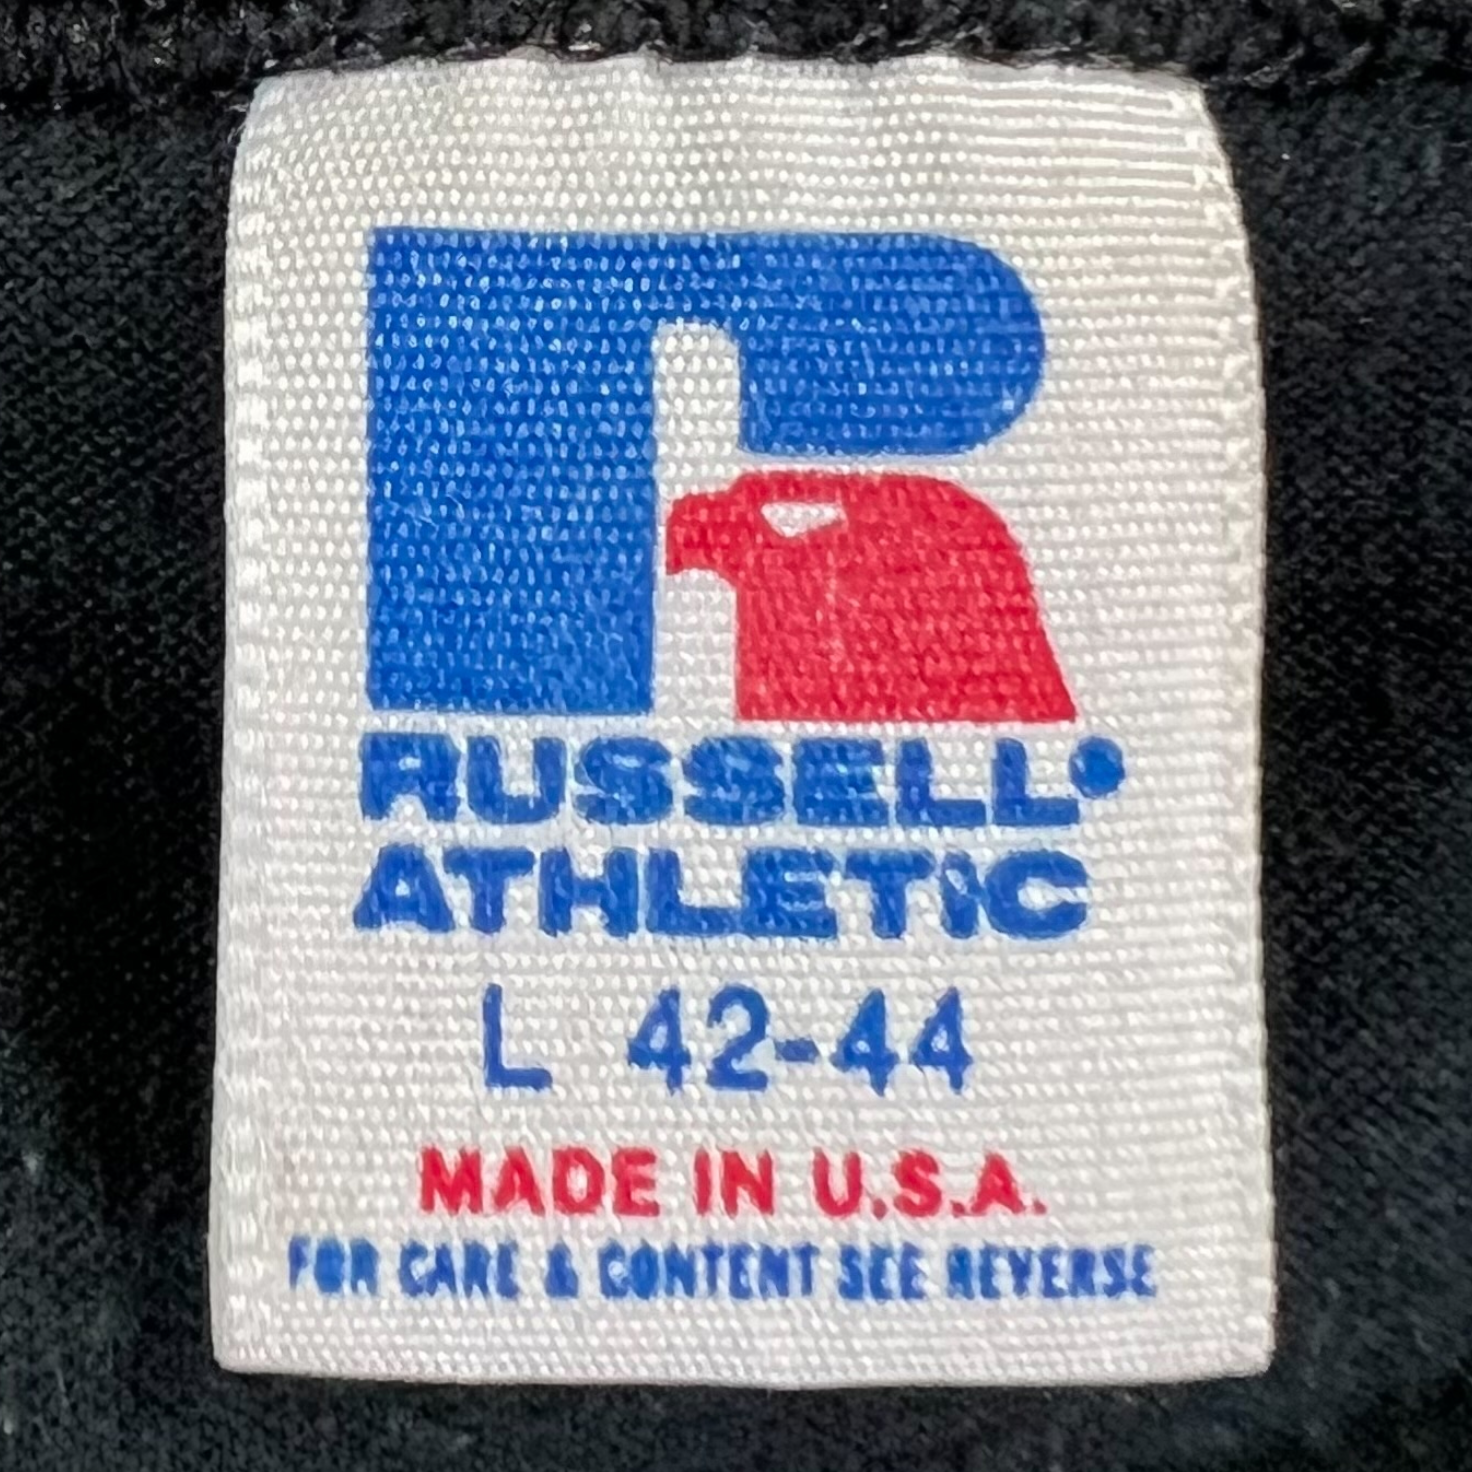 RUSSELL
ATHLETIC
L 42-44
MADE IN U.S.A.
FOR CARE & CONTENT SEE REVERSE